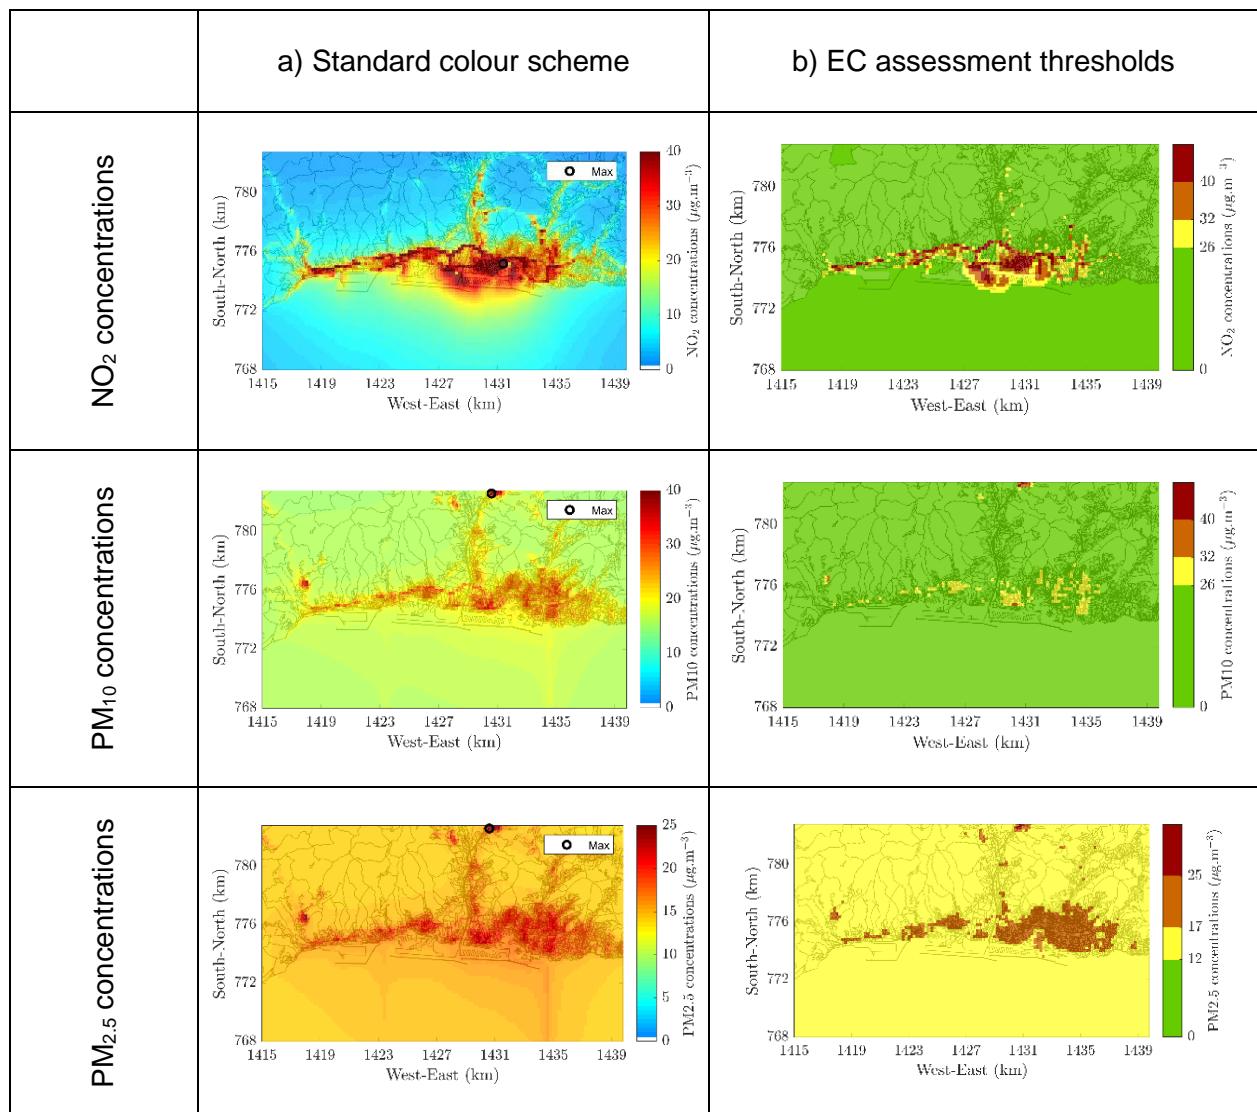 a) Standard colour scheme
b) EC assessment thresholds
NO₂ concentrations
South-North (km)
780
776
772
768
1415 1419 1423 1427 1431 1435 1439
West-East (km)
Max
40
30
20
10
0
NO₂ concentrations (μg.m⁻³)
South-North (km)
780
776
772
768
1415 1419 1423 1427 1431 1435 1439
West-East (km)
40
32
26
0
NO₂ concentrations (μg.m⁻³)
PM₁₀ concentrations
South-North (km)
780
776
772
768
1415 1419 1423 1427 1431 1435 1439
West-East (km)
Max
40
30
20
10
0
PM10 concentrations (μg.m⁻³)
South-North (km)
780
776
772
768
1415 1419 1423 1427 1431 1435 1439
West-East (km)
40
32
26
0
PM10 concentrations (μg.m⁻³)
PM₂.₅ concentrations
South-North (km)
780
776
772
768
1415 1419 1423 1427 1431 1435 1439
West-East (km)
Max
25
20
15
10
5
0
PM2.5 concentrations (μg.m⁻³)
South-North (km)
780
776
772
768
1415 1419 1423 1427 1431 1435 1439
West-East (km)
25
17
12
0
PM2.5 concentrations (μg.m⁻³)